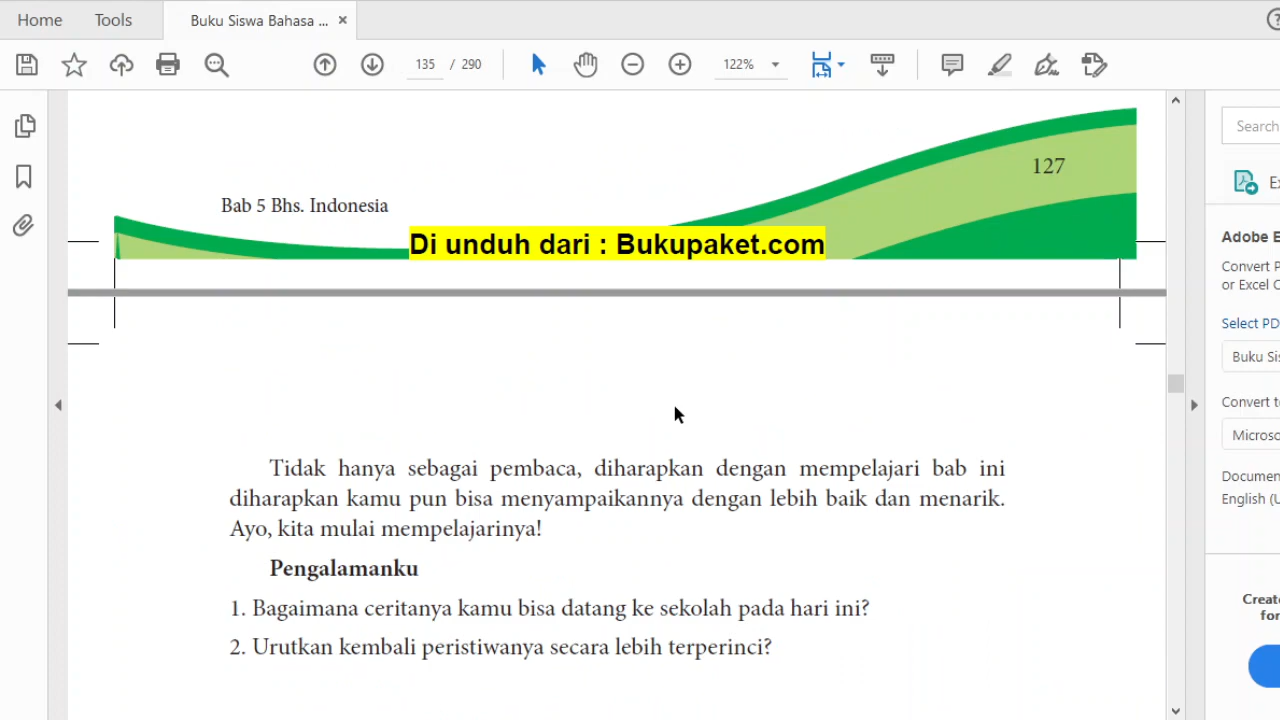 Home
Tools
Buku Siswa Bahasa ...
135 / 290
122%
Search
127
Bab 5 Bhs. Indonesia
Di unduh dari : Bukupaket.com
Adobe E
Convert P
or Excel O
Select PD
Buku Sis
Convert to
Microso
Documen
English (U
Create
for
Tidak hanya sebagai pembaca, diharapkan dengan mempelajari bab ini
diharapkan kamu pun bisa menyampaikannya dengan lebih baik dan menarik.
Ayo, kita mulai mempelajarinya!
Pengalamanku
1. Bagaimana ceritanya kamu bisa datang ke sekolah pada hari ini?
2. Urutkan kembali peristiwanya secara lebih terperinci?